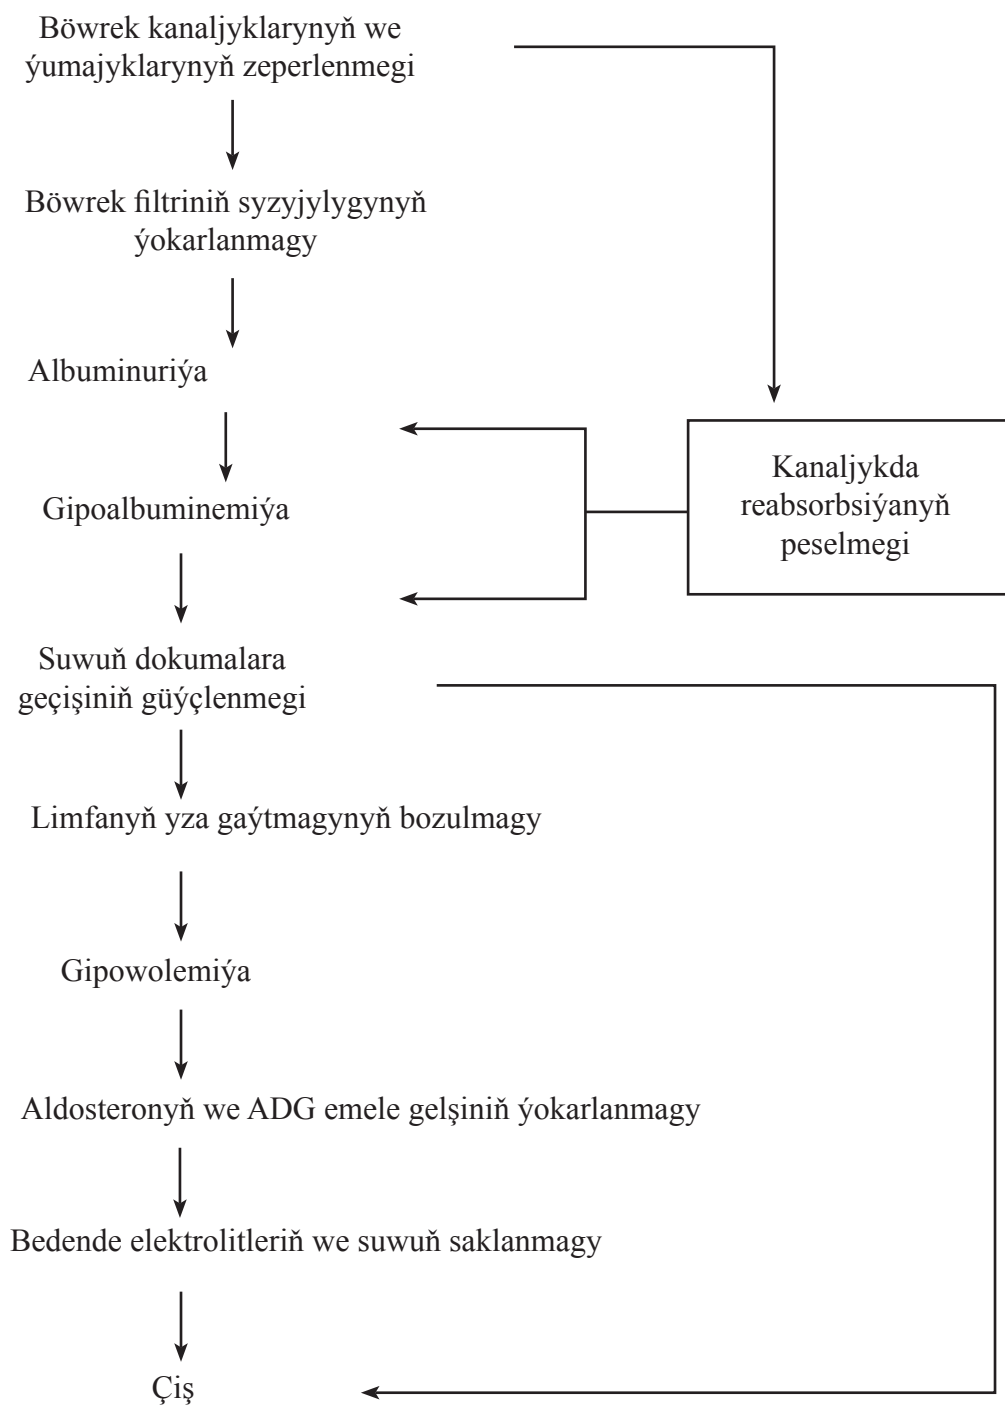 Böwrek kanaljyklarynyň we
ýumajyklarynyň zeperlenmegi
Böwrek filtriniň syzyjylygynyň
ýokarlanmagy
Albuminuriýa
Gipoalbuminemiýa
Kanaljykda
reabsorbsiýanyň
peselmegi
Suwuň dokumalara
geçişiniň güýçlenmegi
Limfanyň yza gaýtmagynyň bozulmagy
Gipowolemiýa
Aldosteronyň we ADG emele gelşiniň ýokarlanmagy
Bedende elektrolitleriň we suwuň saklanmagy
Çiş